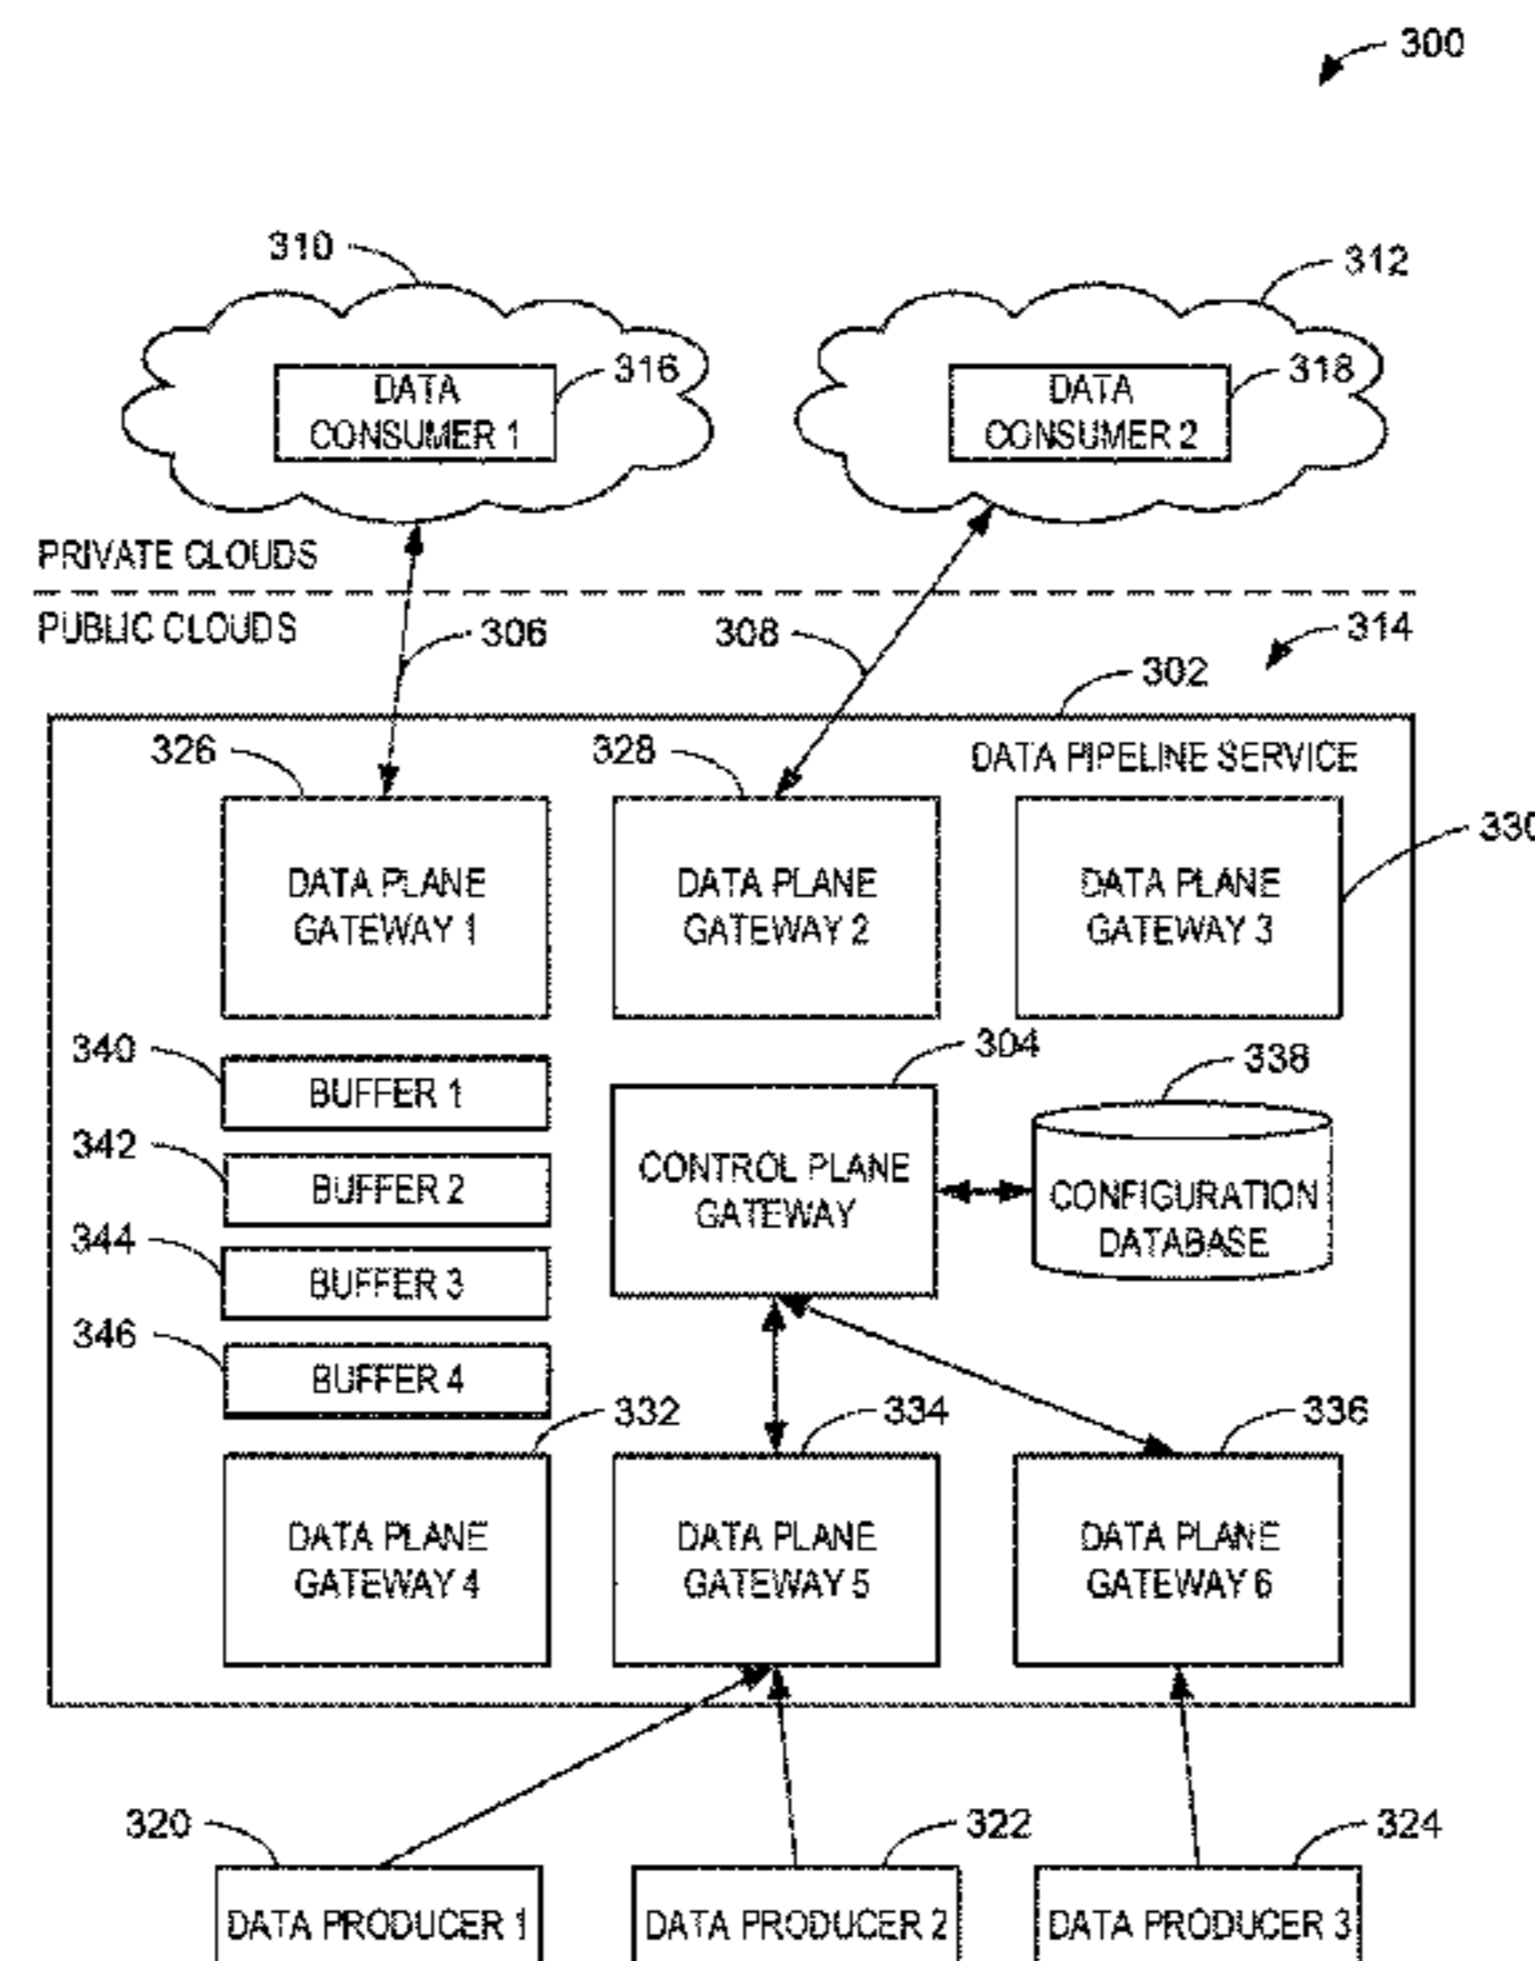 300
310
312
DATA
CONSUMER 1
316
DATA
CONSUMER 2
318
PRIVATE CLOUDS
PUBLIC CLOUDS
306
308
314
302
326
328
DATA PIPELINE SERVICE
330
DATA PLANE
GATEWAY 1
DATA PLANE
GATEWAY 2
DATA PLANE
GATEWAY 3
340
BUFFER 1
304
338
342
BUFFER 2
CONTROL PLANE
GATEWAY
CONFIGURATION
DATABASE
344
BUFFER 3
346
BUFFER 4
332
334
336
DATA PLANE
GATEWAY 4
DATA PLANE
GATEWAY 5
DATA PLANE
GATEWAY 6
320
322
324
DATA PRODUCER 1
DATA PRODUCER 2
DATA PRODUCER 3